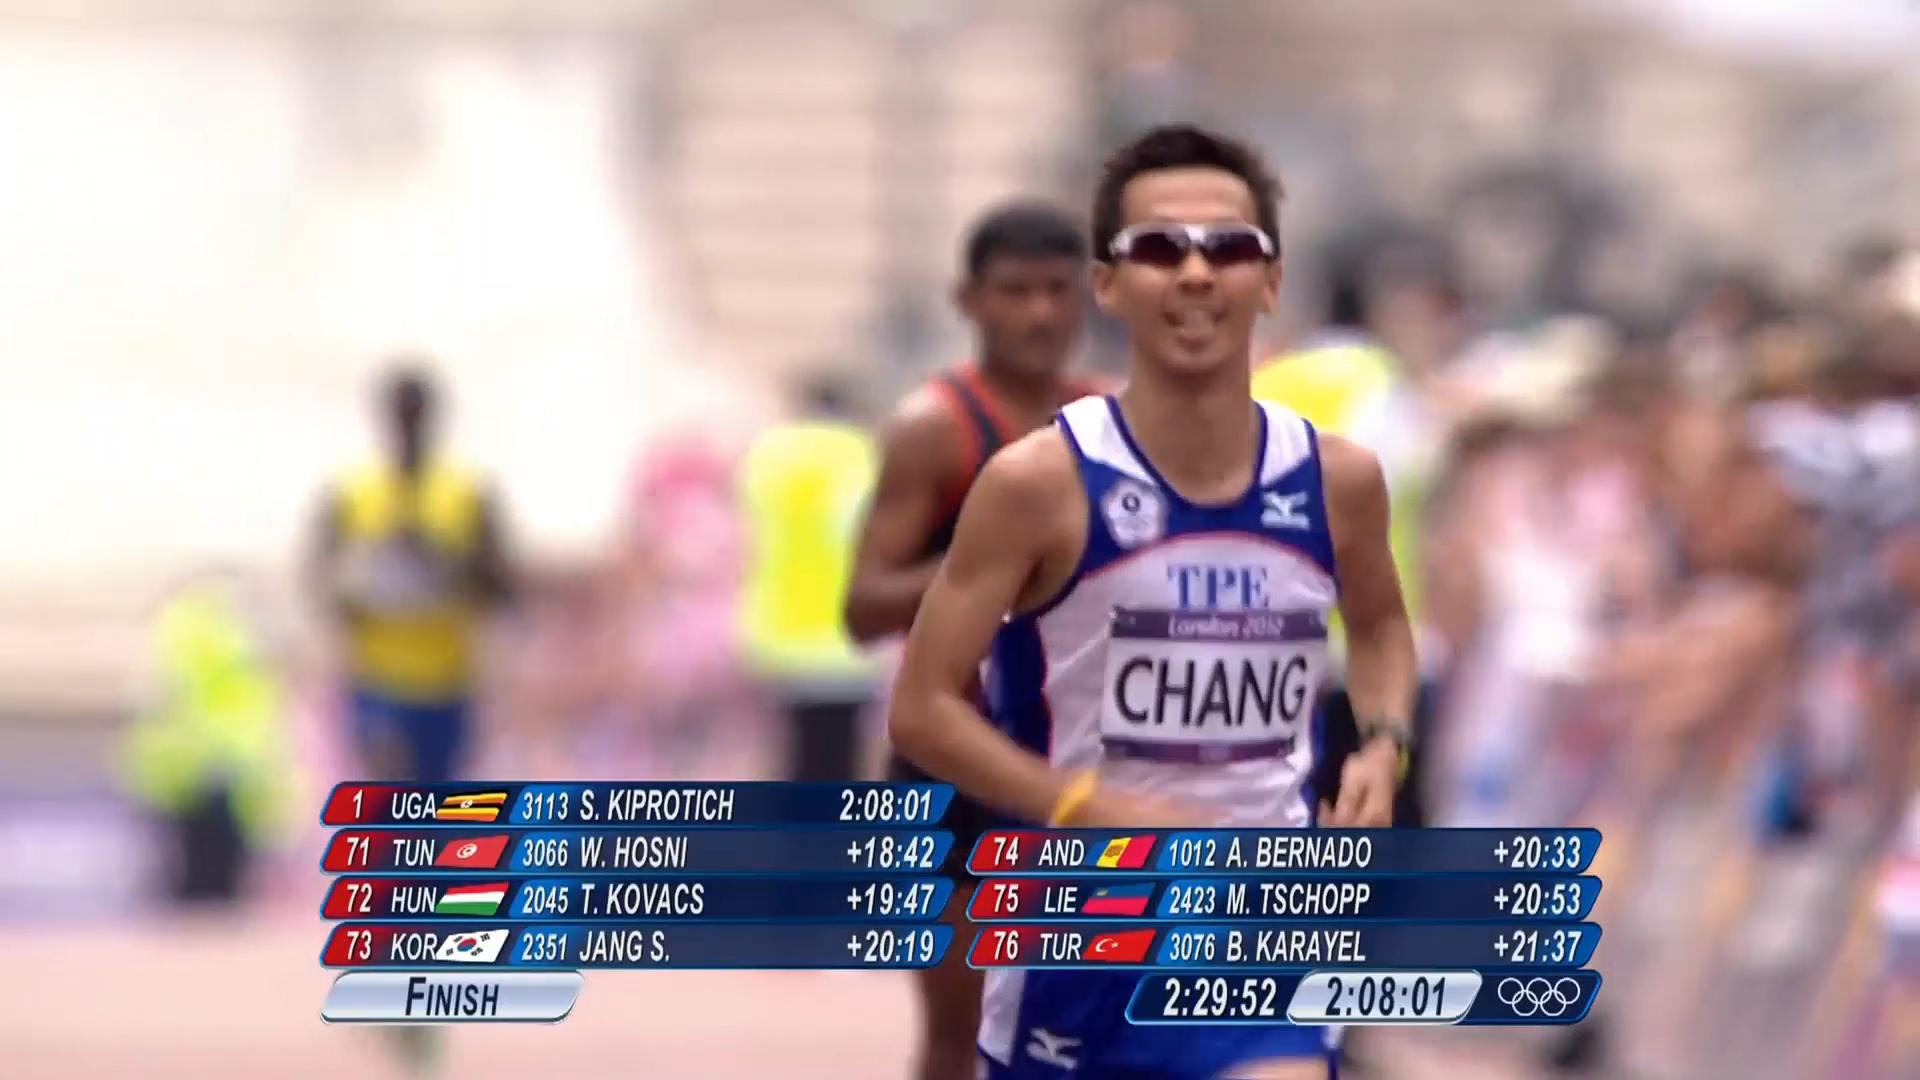 TPE
London 2012
CHANG
1 UGA 3113 S. KIPROTICH 2:08:01
71 TUN 3066 W. HOSNI +18:42
72 HUN 2045 T. KOVACS +19:47
73 KOR 2351 JANG S. +20:19
74 AND 1012 A. BERNADO +20:33
75 LIE 2423 M. TSCHOPP +20:53
76 TUR 3076 B. KARAYEL +21:37
FINISH
2:29:52 2:08:01